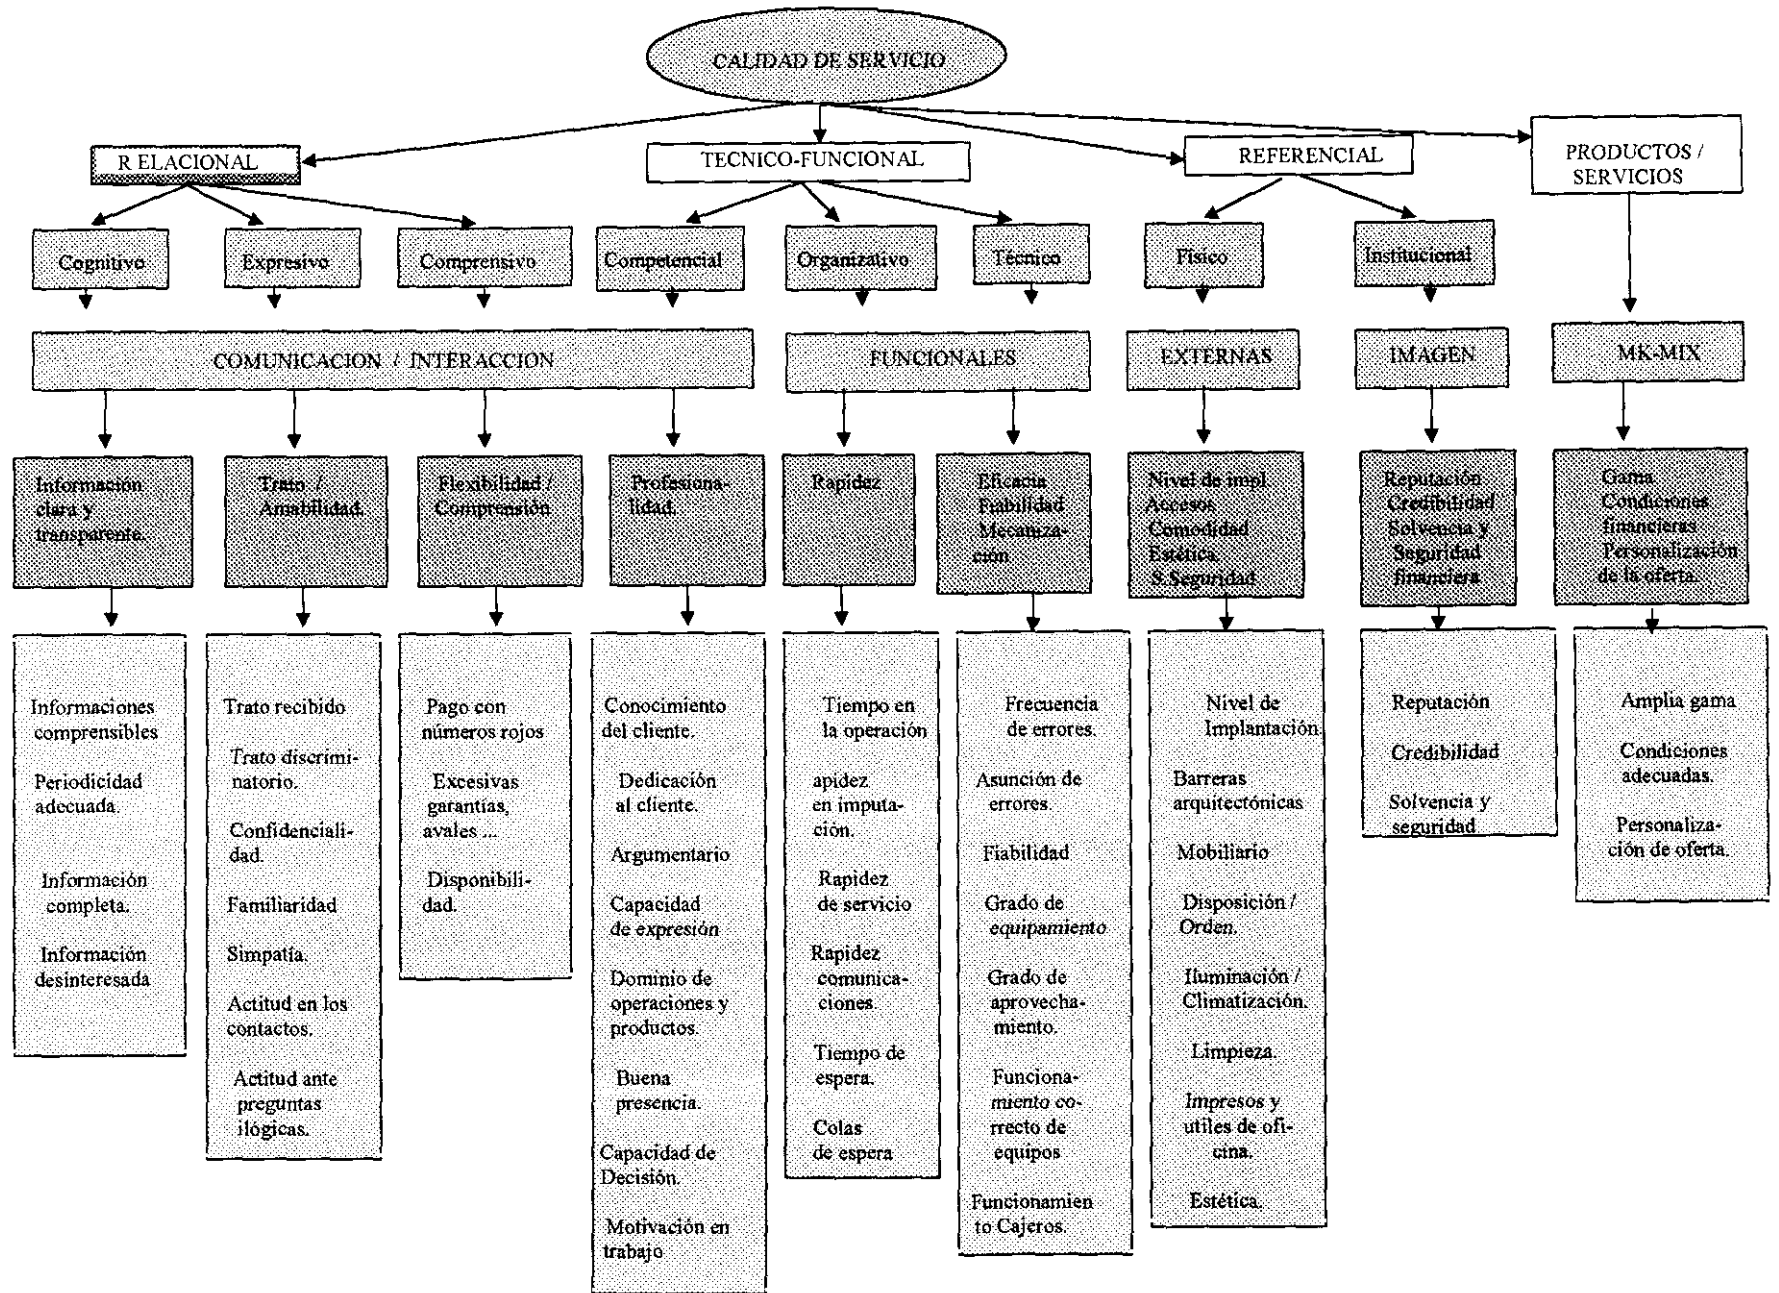 CALIDAD DE SERVICIO
R ELACIONAL
TECNICO-FUNCIONAL
REFERENCIAL
PRODUCTOS /
SERVICIOS
Cognitivo
Expresivo
Comprensivo
Competencial
Organizativo
Técnico
Físico
Institucional
COMUNICACION / INTERACCION
FUNCIONALES
EXTERNAS
IMAGEN
MK-MIX
Información
clara y
transparente.
Trato /
Amabilidad.
Flexibilidad /
Comprensión
Profesiona-
lidad.
Rapidez
Eficacia
Fiabilidad
Mecaniza-
ción
Nivel de impl.
Accesos
Comodidad
Estética.
S.Seguridad
Reputación
Credibilidad
Solvencia y
Seguridad
financiera
Gama
Condiciones
financieras
Personalización
de la oferta.
Informaciones
comprensibles
Periodicidad
adecuada.
Información
completa.
Información
desinteresada
Trato recibido
Trato discrimi-
natorio.
Confidenciali-
dad.
Familiaridad
Simpatía.
Actitud en los
contactos.
Actitud ante
preguntas
ilógicas.
Pago con
números rojos
Excesivas
garantías,
avales ...
Disponibili-
dad.
Conocimiento
del cliente.
Dedicación
al cliente.
Argumentario
Capacidad
de expresión
Dominio de
operaciones y
productos.
Buena
presencia.
Capacidad de
Decisión.
Motivación en
trabajo
Tiempo en
la operación
apidez
en imputa-
ción.
Rapidez
de servicio
Rapidez
comunica-
ciones.
Tiempo de
espera.
Colas
de espera
Frecuencia
de errores.
Asunción de
errores.
Fiabilidad
Grado de
equipamiento
Grado de
aprovecha-
miento.
Funciona-
miento co-
rrecto de
equipos
Funcionamien
to Cajeros.
Nivel de
Implantación.
Barreras
arquitectónicas
Mobiliario
Disposición /
Orden.
Iluminación /
Climatización.
Limpieza.
Impresos y
utiles de ofi-
cina.
Estética.
Reputación
Credibilidad
Solvencia y
seguridad
Amplia gama
Condiciones
adecuadas.
Personaliza-
ción de oferta.